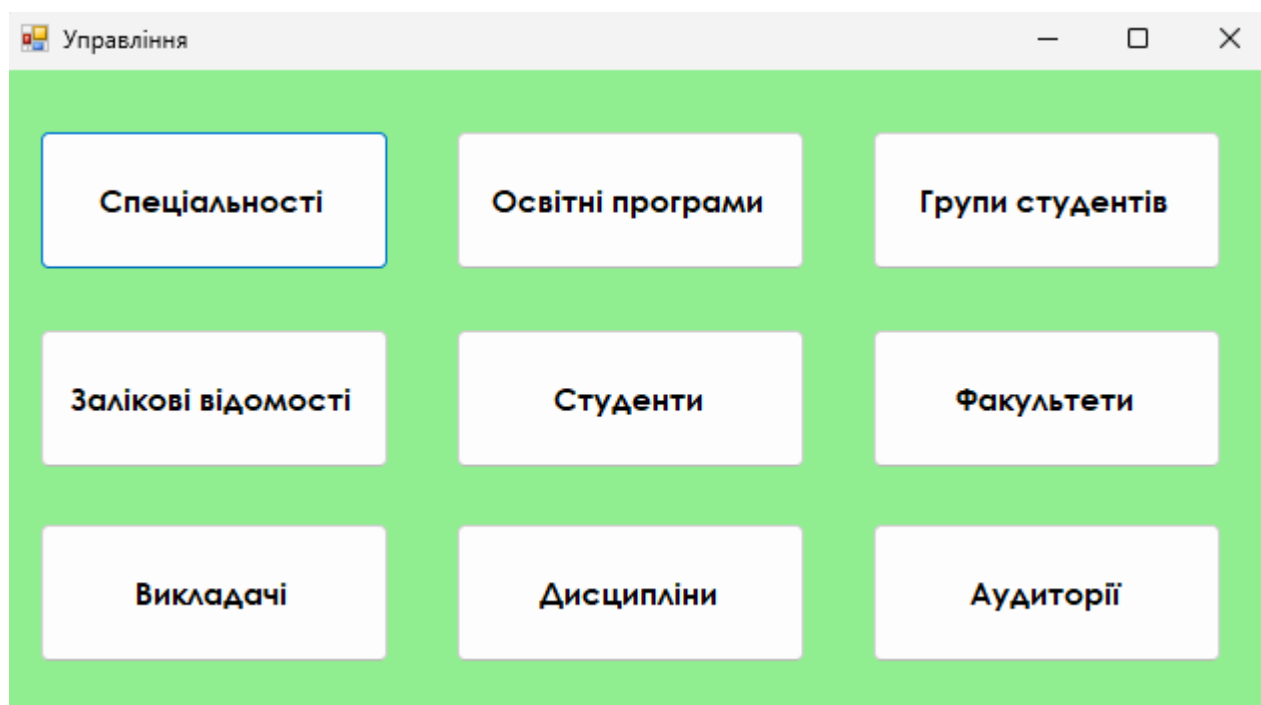 Управління
Спеціальності
Освітні програми
Групи студентів
Залікові відомості
Студенти
Факультети
Викладачі
Дисципліни
Аудиторії